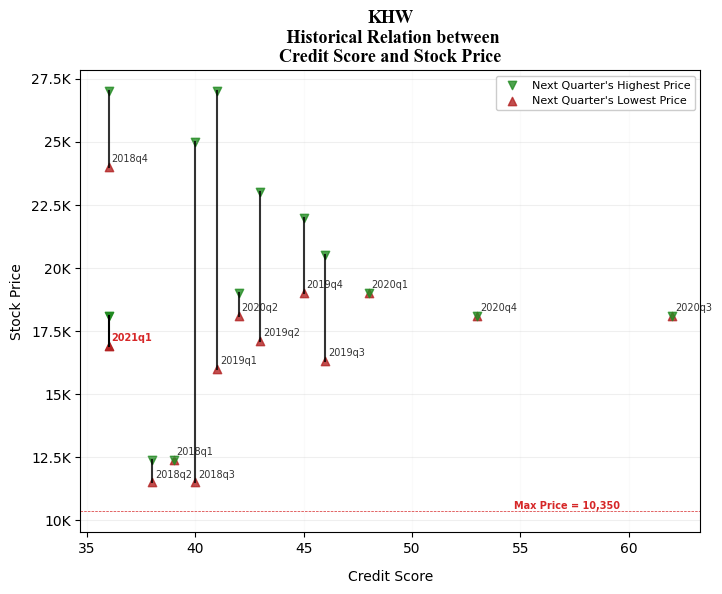 KHW
Historical Relation between
Credit Score and Stock Price
Next Quarter's Highest Price
Next Quarter's Lowest Price
27.5K
25K
22.5K
20K
17.5K
15K
12.5K
10K
Stock Price
2018q4
2021q1
2018q2
2018q1
2018q3
2019q1
2020q2
2019q2
2019q4
2019q3
2020q1
2020q4
2020q3
Max Price = 10,350
35
40
45
50
55
60
Credit Score